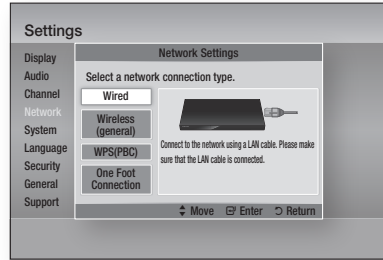 Settings
Display
Audio
Channel
Network
System
Language
Security
General
Support
Network Settings
Select a network connection type.
Wired
Wireless
(general)
WPS(PBC)
One Foot
Connection
Connect to the network using a LAN cable. Please make
sure that the LAN cable is connected.
Move Enter Return